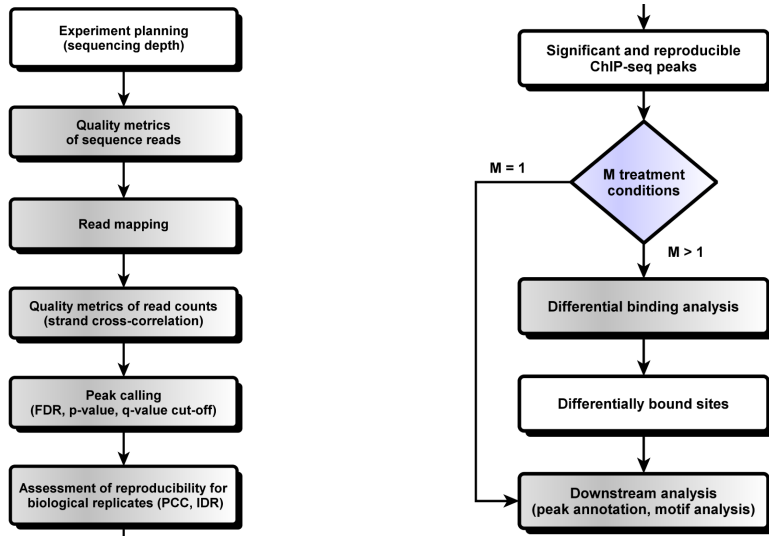 Experiment planning
(sequencing depth)
Quality metrics
of sequence reads
Read mapping
Quality metrics of read counts
(strand cross-correlation)
Peak calling
(FDR, p-value, q-value cut-off)
Assessment of reproducibility for
biological replicates (PCC, IDR)
Significant and reproducible
ChIP-seq peaks
M = 1
M treatment
conditions
M > 1
Differential binding analysis
Differentially bound sites
Downstream analysis
(peak annotation, motif analysis)